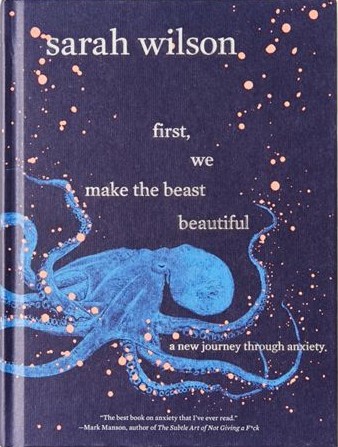 sarah wilson
first,
we
make the beast
beautiful
a new journey through anxiety.
"The best book on anxiety that I've ever read."
—Mark Manson, author of The Subtle Art of Not Giving a F*ck